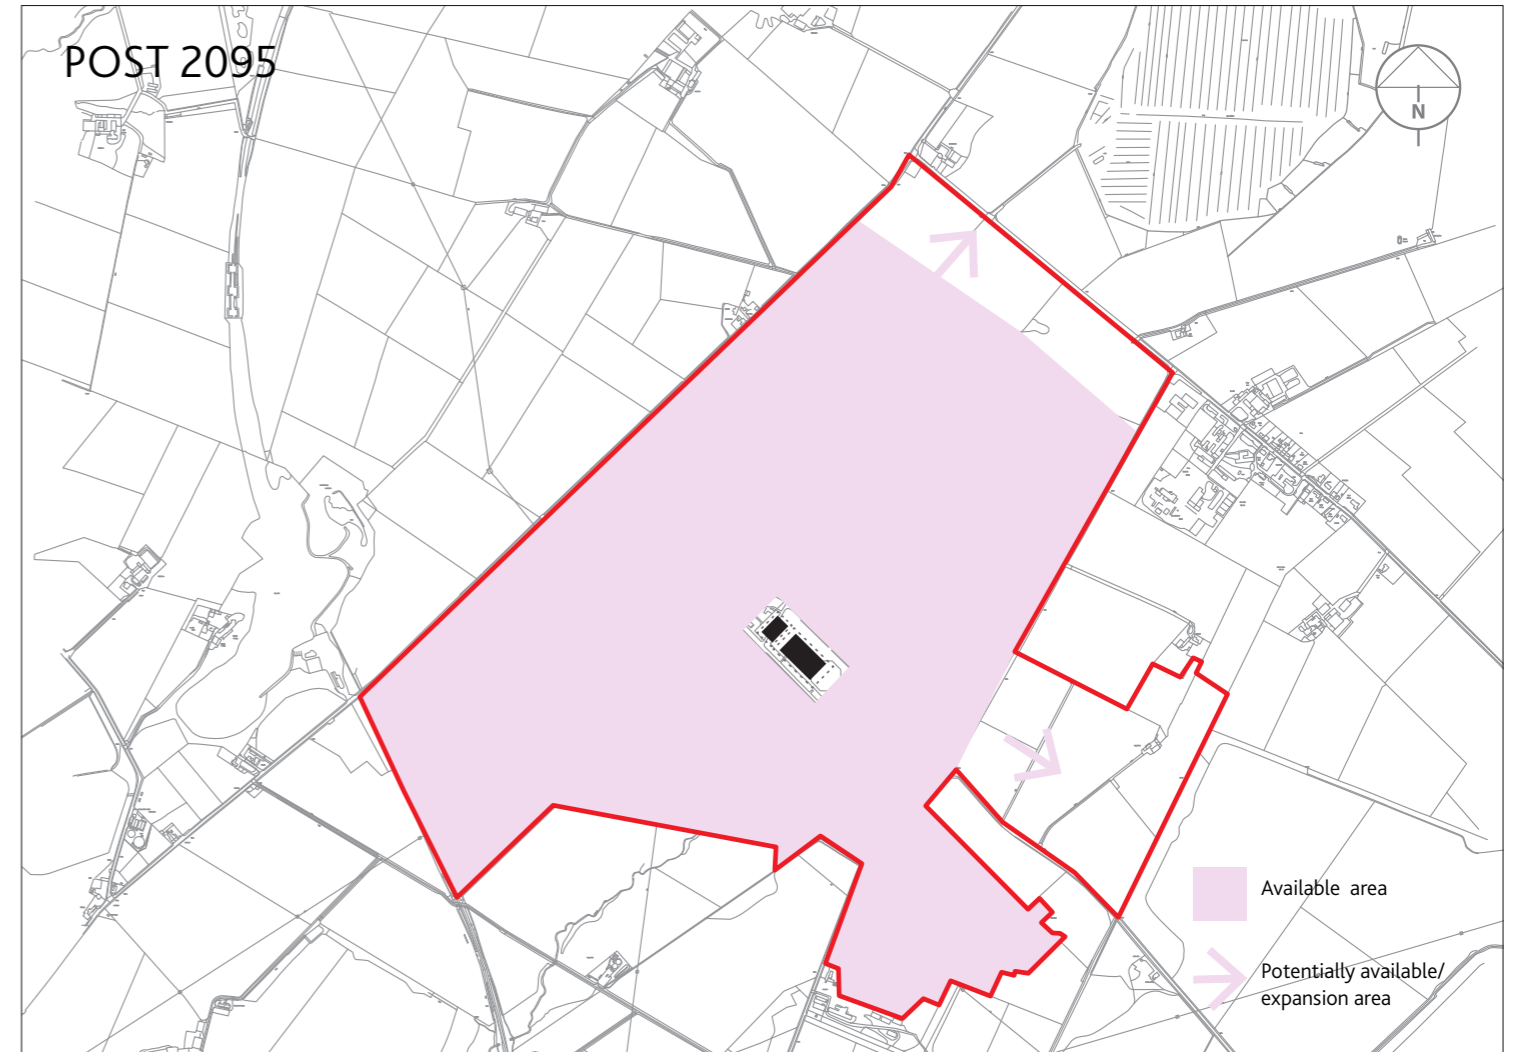 POST 2095
N
Available area
Potentially available/
expansion area